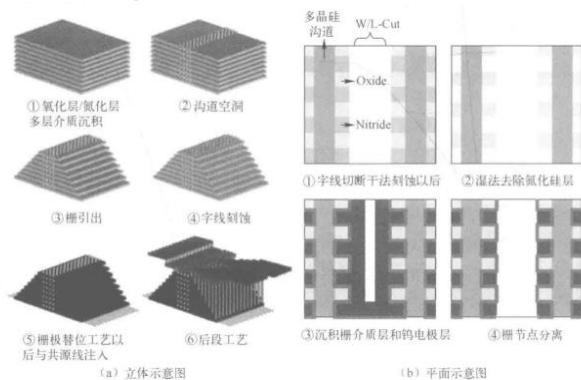 ①氧化层/氮化层
多层介质沉积
②沟道空洞
③栅引出
④字线刻蚀
⑤栅极替位工艺以
后与共源线注入
⑥后段工艺
(a) 立体示意图
多晶硅
沟道
W/L-Cut
Oxide
Nitride
①字线切断干法刻蚀以后
②湿法去除氮化硅层
③沉积栅介质层和钨电极层
④栅节点分离
(b) 平面示意图